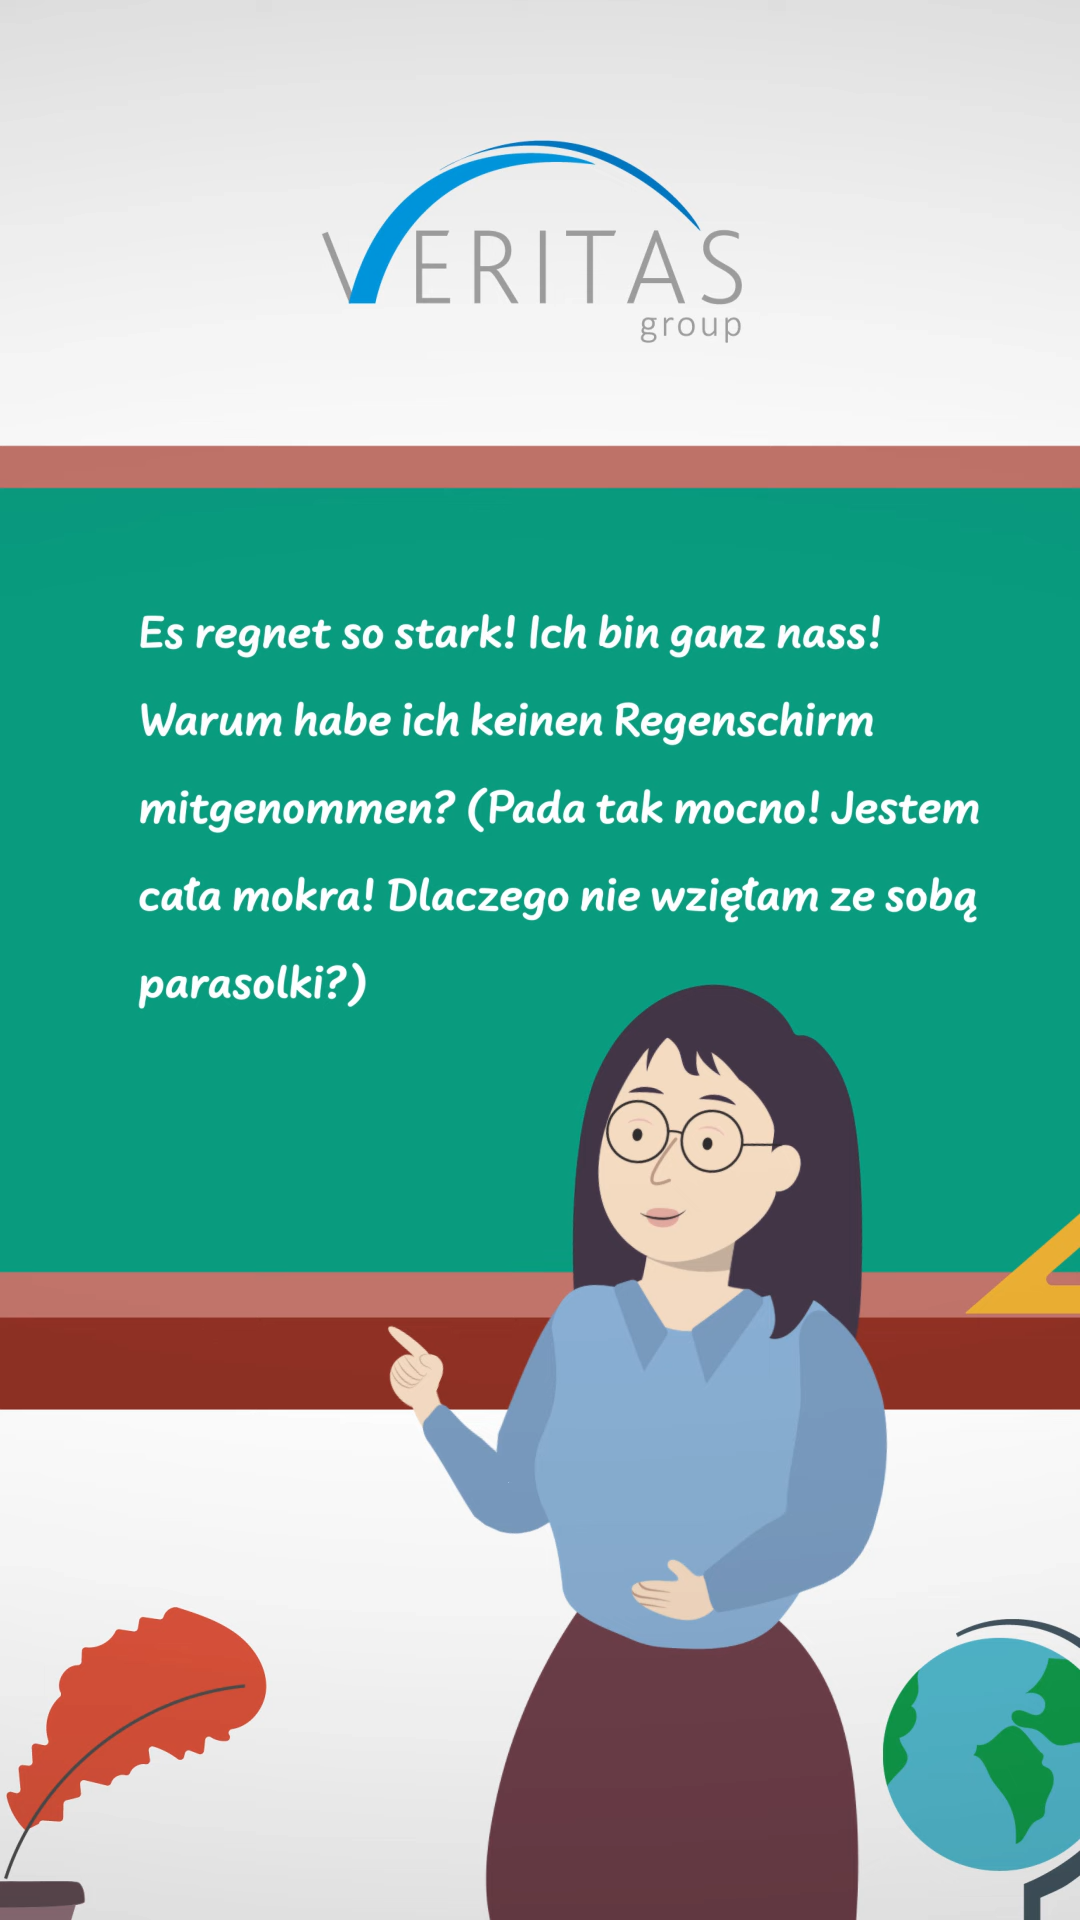 VERITAS
group
Es regnet so stark! Ich bin ganz nass!
Warum habe ich keinen Regenschirm
mitgenommen? (Pada tak mocno! Jestem
cała mokra! Dlaczego nie wzięłam ze sobą
parasolki?)